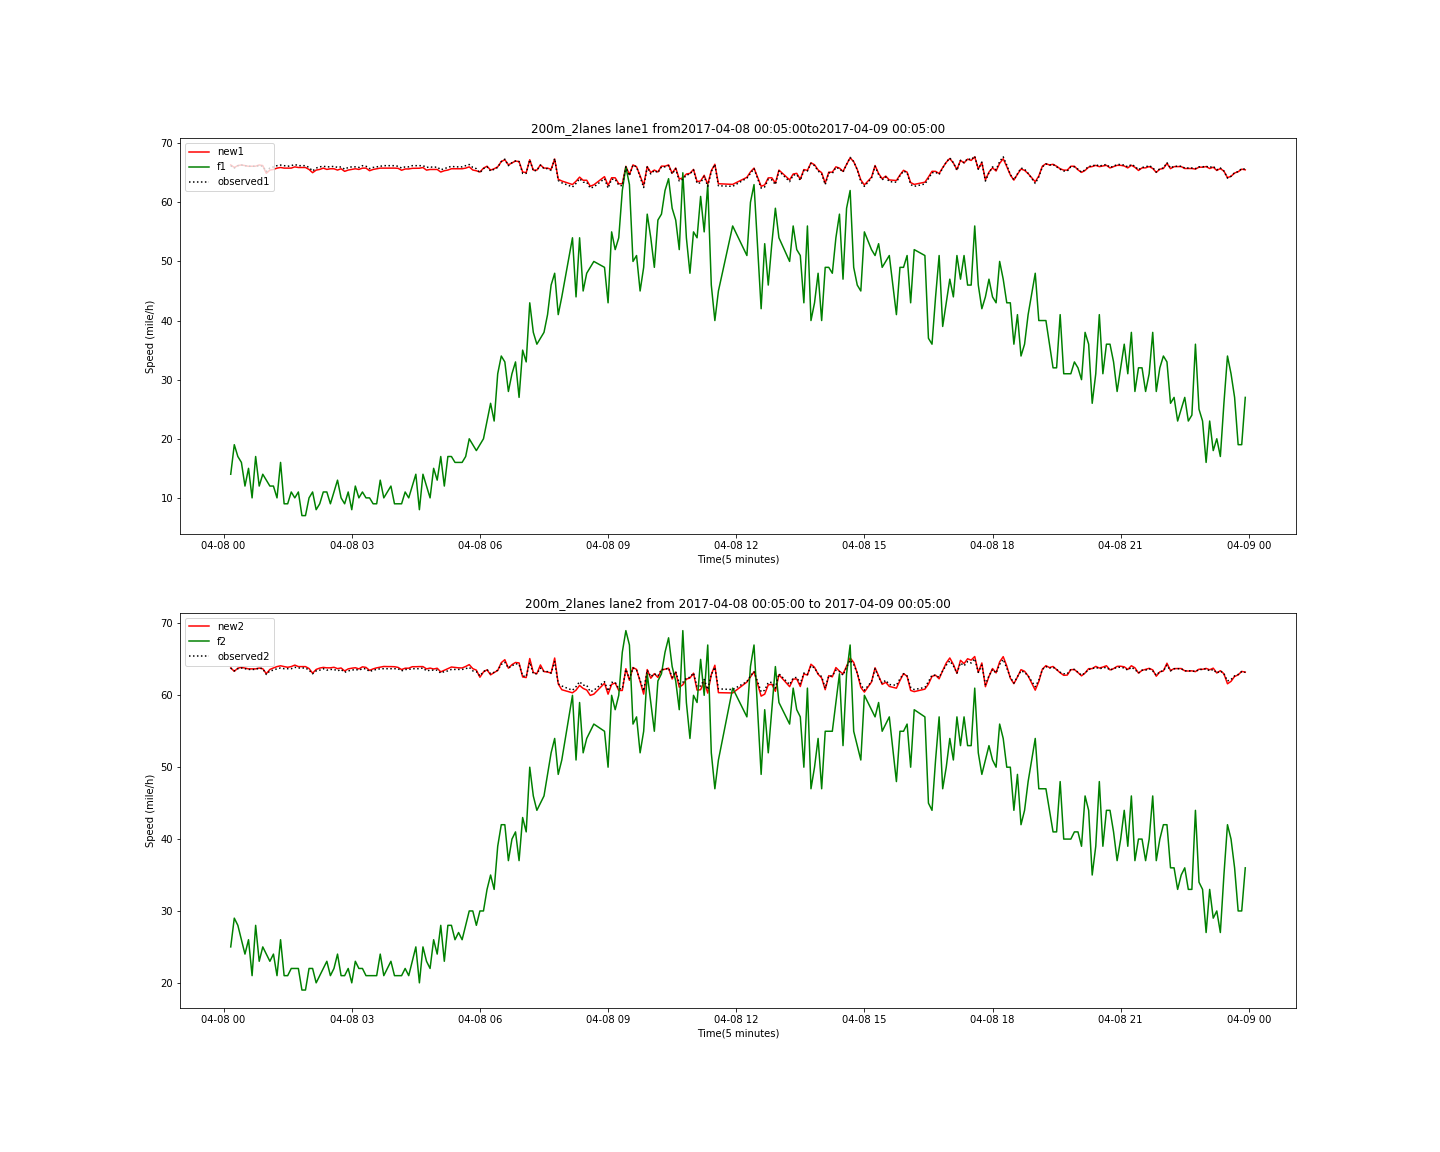 200m_2lanes lane1 from2017-04-08 00:05:00to2017-04-09 00:05:00
new1
f1
observed1
70
60
50
40
30
20
10
Speed (mile/h)
04-08 00 04-08 03 04-08 06 04-08 09 04-08 12 04-08 15 04-08 18 04-08 21 04-09 00
Time(5 minutes)
200m_2lanes lane2 from 2017-04-08 00:05:00 to 2017-04-09 00:05:00
new2
f2
observed2
70
60
50
40
30
20
Speed (mile/h)
04-08 00 04-08 03 04-08 06 04-08 09 04-08 12 04-08 15 04-08 18 04-08 21 04-09 00
Time(5 minutes)